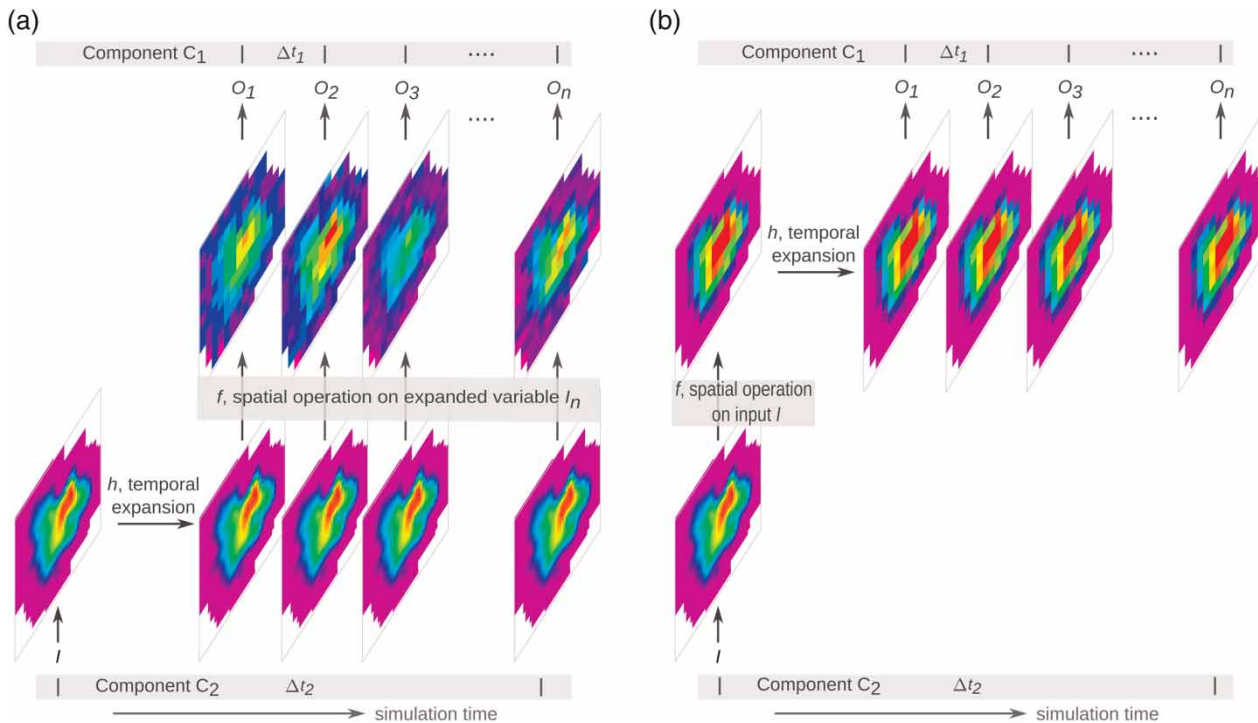 (a)
Component C1 Δt1 ....
O1 O2 O3 On
....
h, temporal
expansion
f, spatial operation on expanded variable In
I
Component C2 Δt2
simulation time
(b)
Component C1 Δt1 ....
O1 O2 O3 On
....
h, temporal
expansion
f, spatial operation
on input I
I
Component C2 Δt2
simulation time